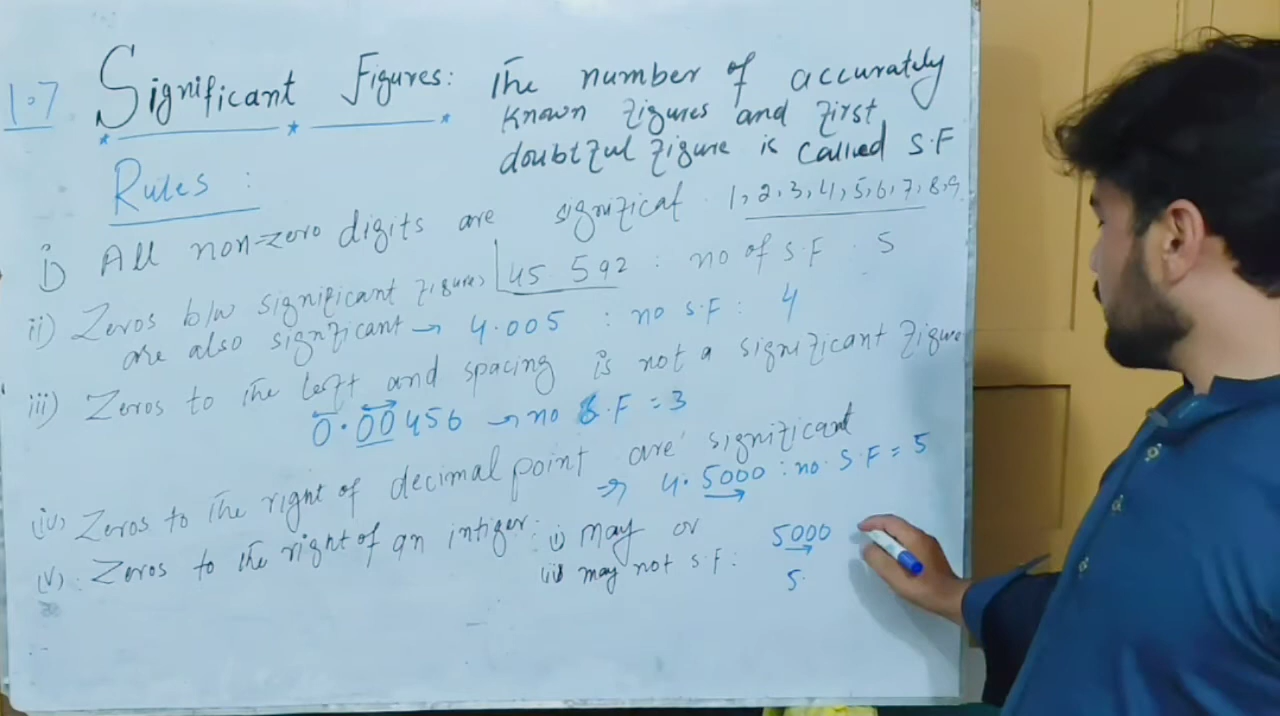 1.7 Significant Figures: The number of accurately
known figures and first
doubtful figure is called S.F
Rules :
i) All non-zero digits are significat . 1,2,3,4,5,6,7,8,9
45.592 : no of S.F : 5
ii) Zeros b/w significant figures
are also significant → 4.005 : no S.F : 4
iii) Zeros to the left and spacing is not a significant figure
0.00456 → no S.F = 3
(iv) Zeros to the right of decimal point are significant
→ 4.5000 : no. S.F = 5
(v) : Zeros to the right of an intiger: i) may or
(ii) may not S.F :
5000
5.